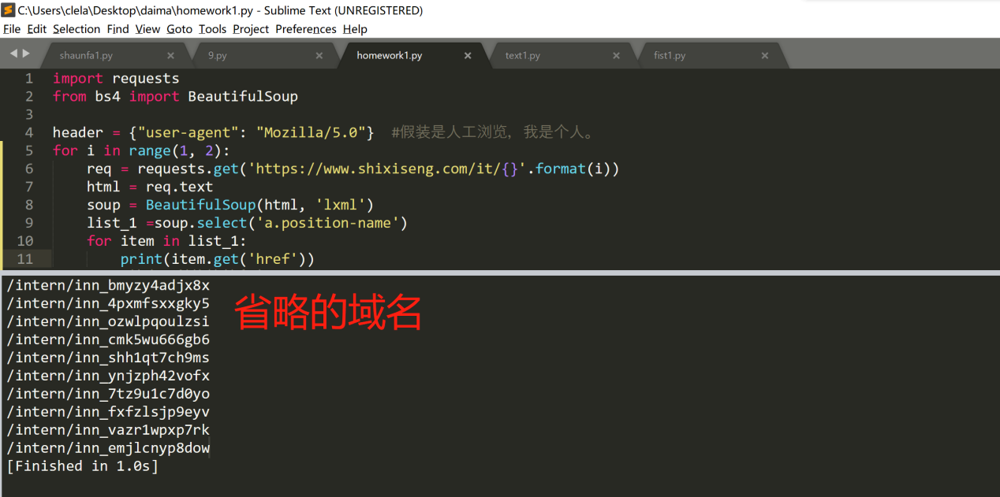 C:\Users\clela\Desktop\daima\homework1.py - Sublime Text (UNREGISTERED)
File Edit Selection Find View Goto Tools Project Preferences Help
shaunfa1.py × 9.py × homework1.py × text1.py × fist1.py ×
1 import requests
2 from bs4 import BeautifulSoup
3
4 header = {"user-agent": "Mozilla/5.0"} #假装是人工浏览，我是个人。
5 for i in range(1, 2):
6 req = requests.get('https://www.shixiseng.com/it/{}'.format(i))
7 html = req.text
8 soup = BeautifulSoup(html, 'lxml')
9 list_1 =soup.select('a.position-name')
10 for item in list_1:
11 print(item.get('href'))
/intern/inn_bmyzy4adjx8x
/intern/inn_4pxmfsxxgky5
省略的域名
/intern/inn_ozwlpqoulzsi
/intern/inn_cmk5wu666gb6
/intern/inn_shh1qt7ch9ms
/intern/inn_ynjzph42vofx
/intern/inn_7tz9u1c7d0yo
/intern/inn_fxfzlsjp9eyv
/intern/inn_vazr1wpxp7rk
/intern/inn_emjlcnyp8dow
[Finished in 1.0s]